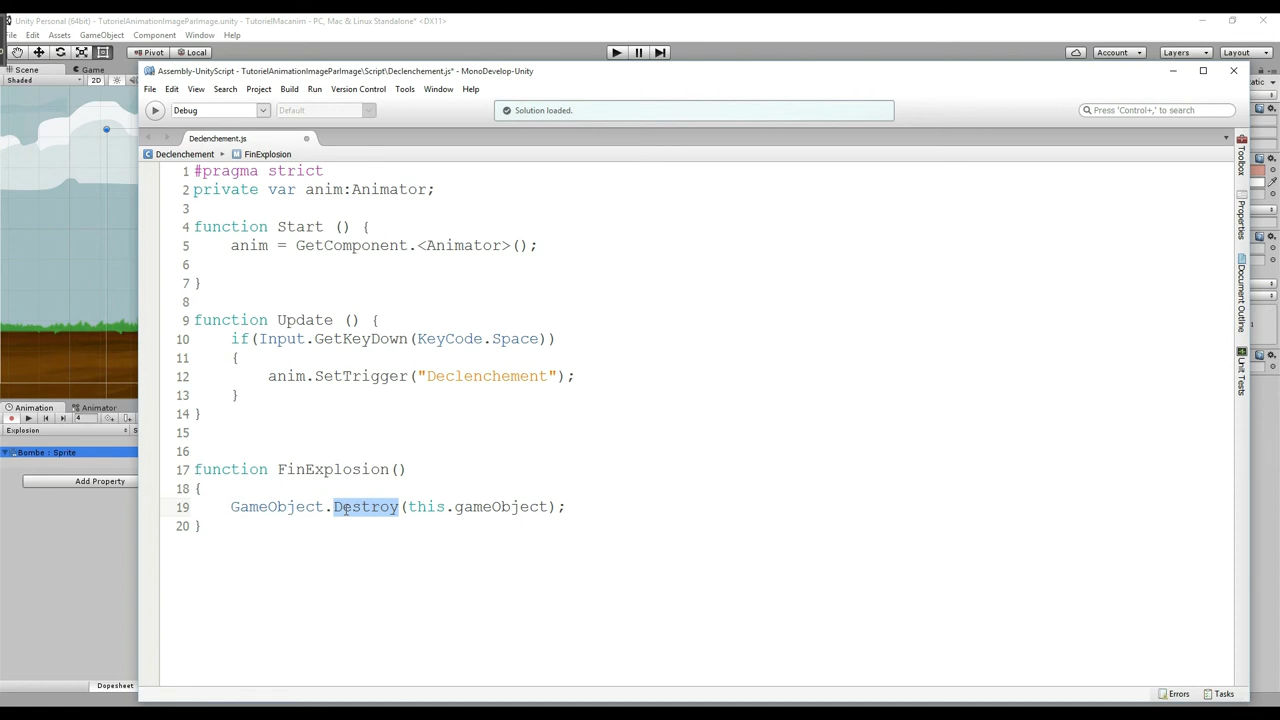 Unity Personal (64bit) - TutorielAnimationImageParImage.unity - TutorielMacanim - PC, Mac & Linux Standalone* <DX11>
File Edit Assets GameObject Component Window Help
Pivot Local Account Layers Layout
Scene Game
Shaded 2D
Assembly-UnityScript - TutorielAnimationImageParImage\Script\Declenchement.js* - MonoDevelop-Unity
File Edit View Search Project Build Run Version Control Tools Window Help
Debug Default Solution loaded. Press 'Control+,' to search
Declenchement.js
Declenchement FinExplosion
1 #pragma strict
2 private var anim:Animator;
3
4 function Start () {
5 anim = GetComponent.<Animator>();
6
7 }
8
9 function Update () {
10 if(Input.GetKeyDown(KeyCode.Space))
11 {
12 anim.SetTrigger("Declenchement");
13 }
14 }
15
16
17 function FinExplosion()
18 {
19 GameObject.Destroy(this.gameObject);
20 }
Toolbox
Properties
Document Outline
Unit Tests
Animation Animator
4
Explosion
Bombe : Sprite
Add Property
Dopesheet
Errors Tasks